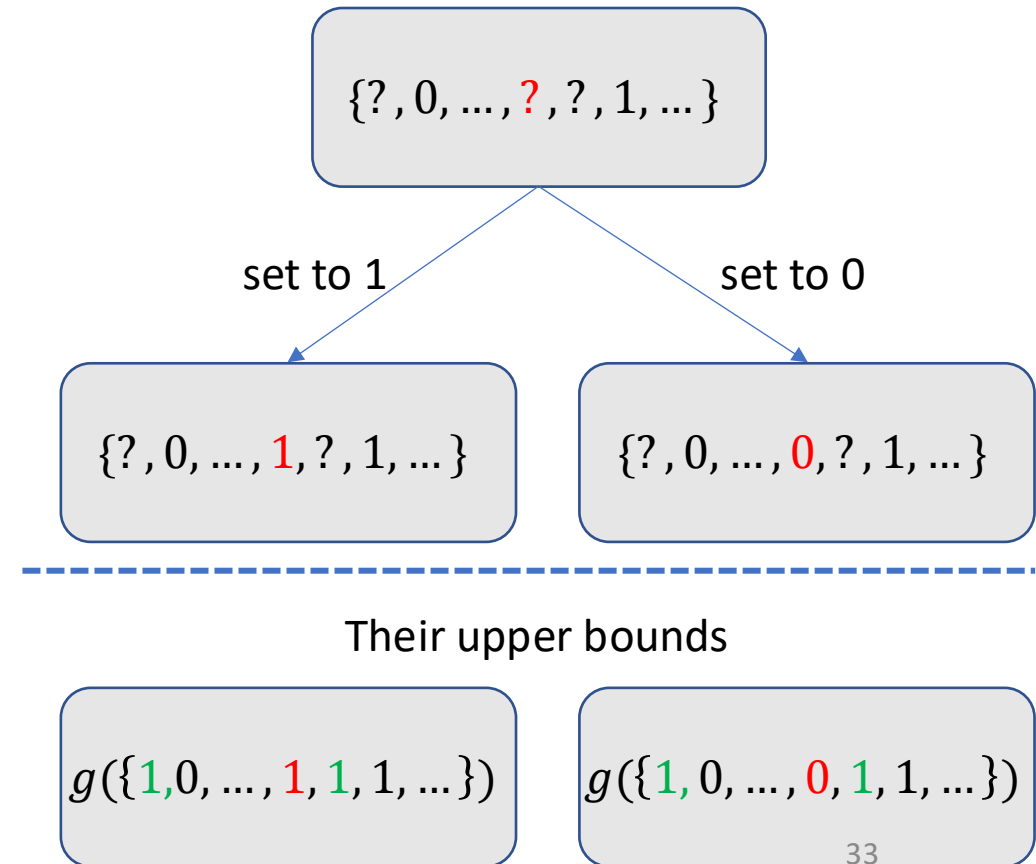 {?, 0, …, ?, ?, 1, … }
set to 1
set to 0
{?, 0, …, 1, ?, 1, … }
{?, 0, …, 0, ?, 1, … }
Their upper bounds
g({1,0, …, 1, 1, 1, … })
g({1, 0, …, 0, 1, 1, … })
33